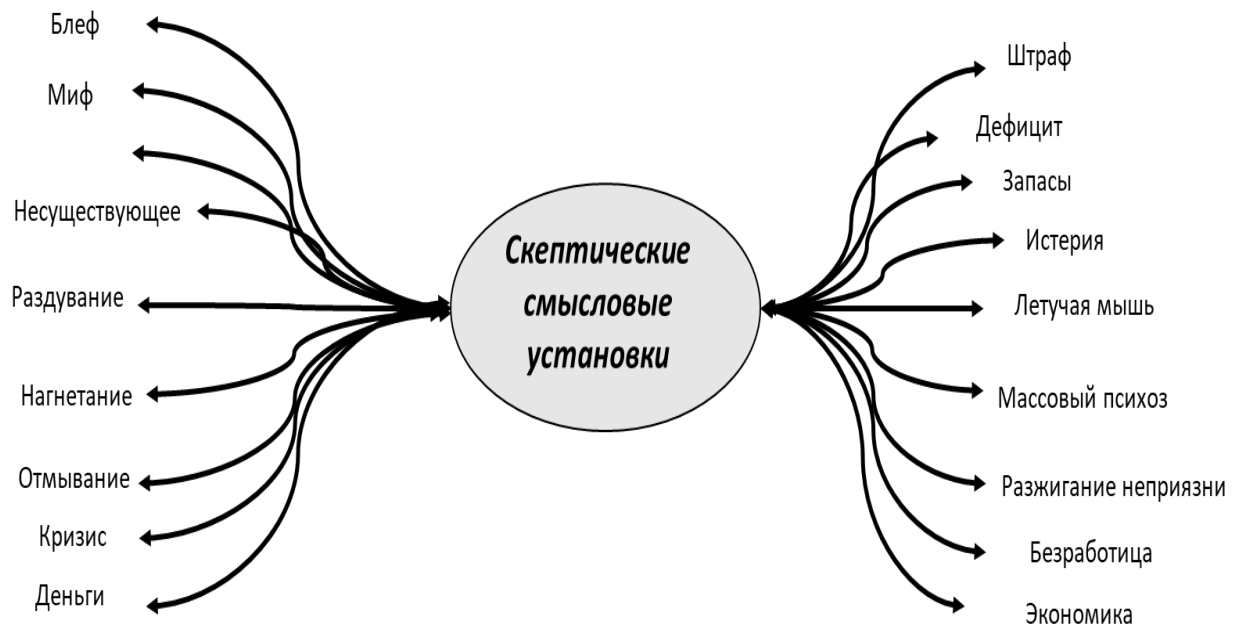 Блеф
Миф
Несуществующее
Раздувание
Нагнетание
Отмывание
Кризис
Деньги
Скептические
смысловые
установки
Штраф
Дефицит
Запасы
Истерия
Летучая мышь
Массовый психоз
Разжигание неприязни
Безработица
Экономика